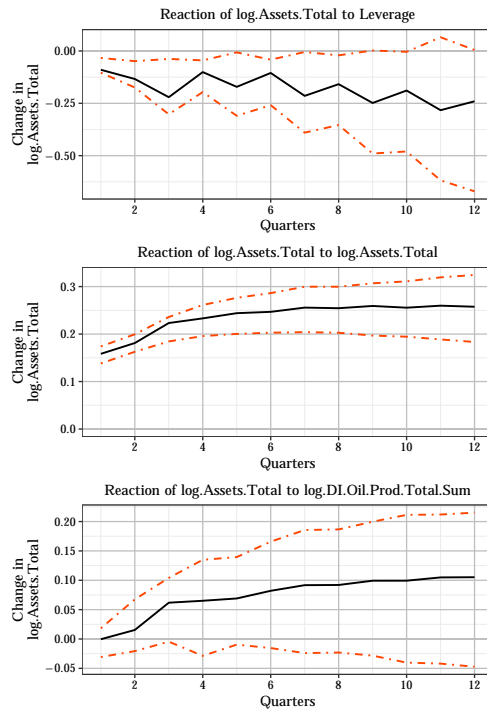 Reaction of log.Assets.Total to Leverage
Change in
log.Assets.Total
0.00
−0.25
−0.50
2 4 6 8 10 12
Quarters
Reaction of log.Assets.Total to log.Assets.Total
Change in
log.Assets.Total
0.3
0.2
0.1
0.0
2 4 6 8 10 12
Quarters
Reaction of log.Assets.Total to log.DI.Oil.Prod.Total.Sum
Change in
log.Assets.Total
0.20
0.15
0.10
0.05
0.00
−0.05
2 4 6 8 10 12
Quarters